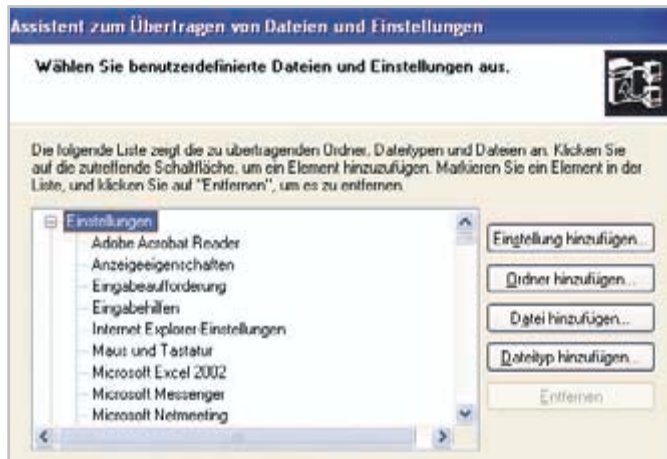 Assistent zum Übertragen von Dateien und Einstellungen
Wählen Sie benutzerdefinierte Dateien und Einstellungen aus.
Die folgende Liste zeigt die zu übertragenden Ordner, Dateitypen und Dateien an. Klicken Sie
auf die zutreffende Schaltfläche, um ein Element hinzuzufügen. Markieren Sie ein Element in der
Liste, und klicken Sie auf "Entfernen", um es zu entfernen.
Einstellungen
Adobe Acrobat Reader
Anzeigeeigenschaften
Eingabeaufforderung
Eingabehilfen
Internet Explorer-Einstellungen
Maus und Tastatur
Microsoft Excel 2002
Microsoft Messenger
Microsoft Netmeeting
Einstellung hinzufügen...
Ordner hinzufügen...
Datei hinzufügen...
Dateityp hinzufügen...
Entfernen